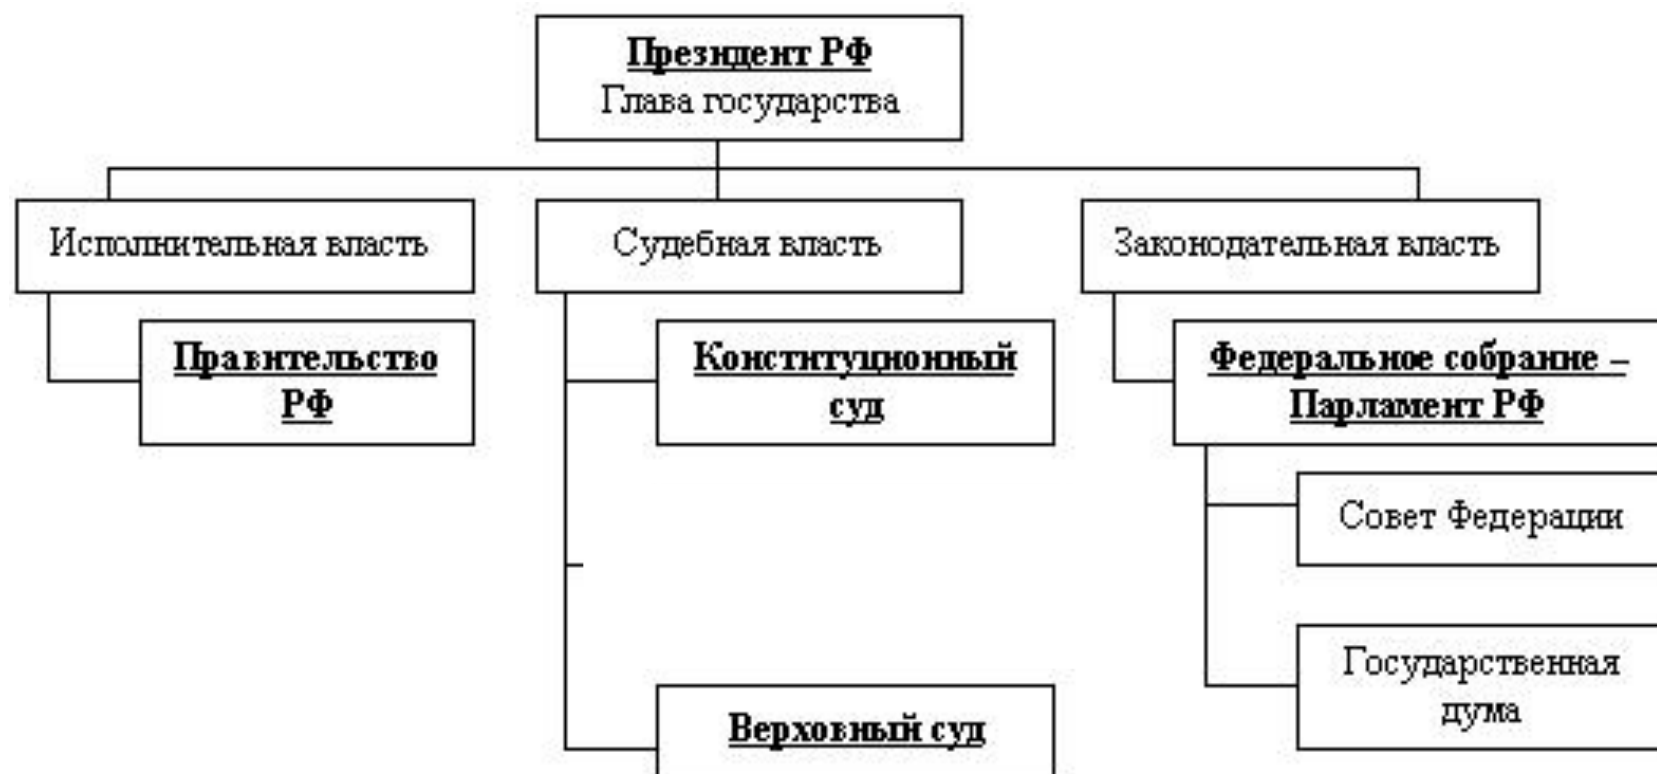 Президент РФ
Глава государства
Исполнительная власть
Судебная власть
Законодательная власть
Правительство
РФ
Конституционный
суд
Федеральное собрание –
Парламент РФ
Совет Федерации
Государственная
дума
Верховный суд